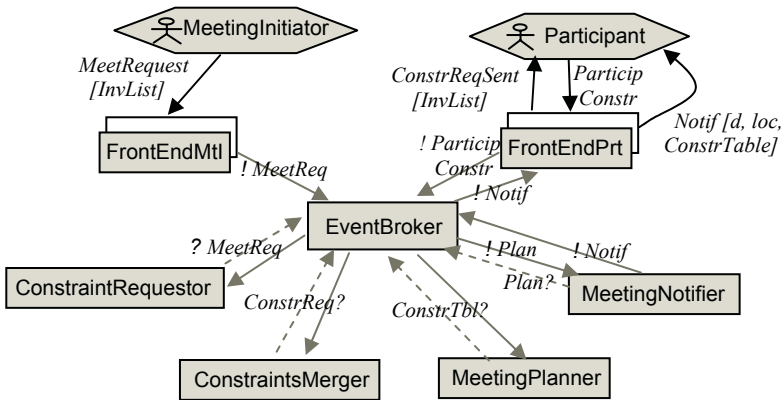 MeetingInitiator
Participant
MeetRequest
[InvList]
ConstrReqSent
[InvList]
Particip
Constr
Notif [d, loc,
ConstrTable]
FrontEndMtI
FrontEndPrt
! MeetReq
! Particip
Constr
! Notif
EventBroker
? MeetReq
! Plan
! Notif
ConstraintRequestor
ConstrReq?
ConstrTbl?
Plan?
MeetingNotifier
ConstraintsMerger
MeetingPlanner